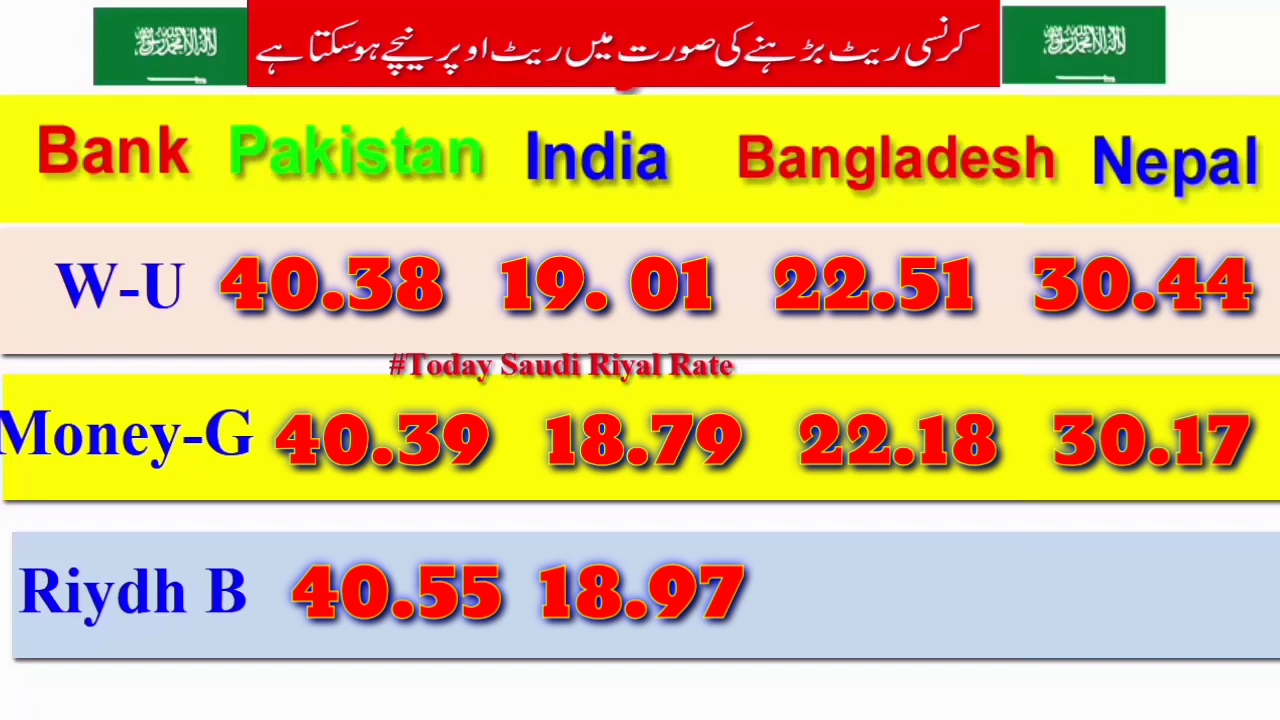 کرنسی ریٹ بڑہنے کی صورت میں ریٹ اوپر نیچے ہو سکتا ہے
Bank Pakistan India Bangladesh Nepal
W-U 40.38 19. 01 22.51 30.44
#Today Saudi Riyal Rate
Money-G 40.39 18.79 22.18 30.17
Riydh B 40.55 18.97